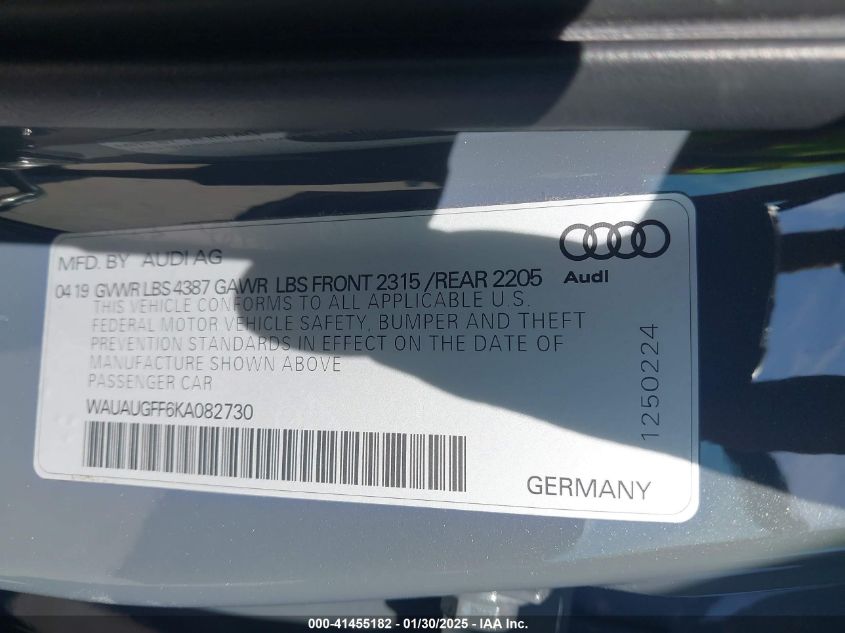 MFD. BY AUDI AG
04 19 GVWR LBS 4387 GAWR LBS FRONT 2315 /REAR 2205
THIS VEHICLE CONFORMS TO ALL APPLICABLE U.S.
FEDERAL MOTOR VEHICLE SAFETY, BUMPER AND THEFT
PREVENTION STANDARDS IN EFFECT ON THE DATE OF
MANUFACTURE SHOWN ABOVE
PASSENGER CAR
WAUAUGFF6KA082730
Audi
1250224
GERMANY
000-41455182 - 01/30/2025 - IAA Inc.